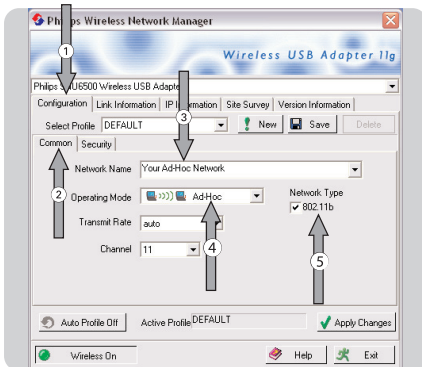 Philips Wireless Network Manager
Wireless USB Adapter 11g
Philips SNU6500 Wireless USB Adapter
Configuration Link Information IP Information Site Survey Version Information
1
3
Select Profile DEFAULT New Save Delete
Common Security
Network Name Your Ad-Hoc Network
2
Operating Mode Ad-Hoc
Network Type
802.11b
Transmit Rate auto
Channel 11
4
5
Auto Profile Off Active Profile DEFAULT Apply Changes
Wireless On Help Exit